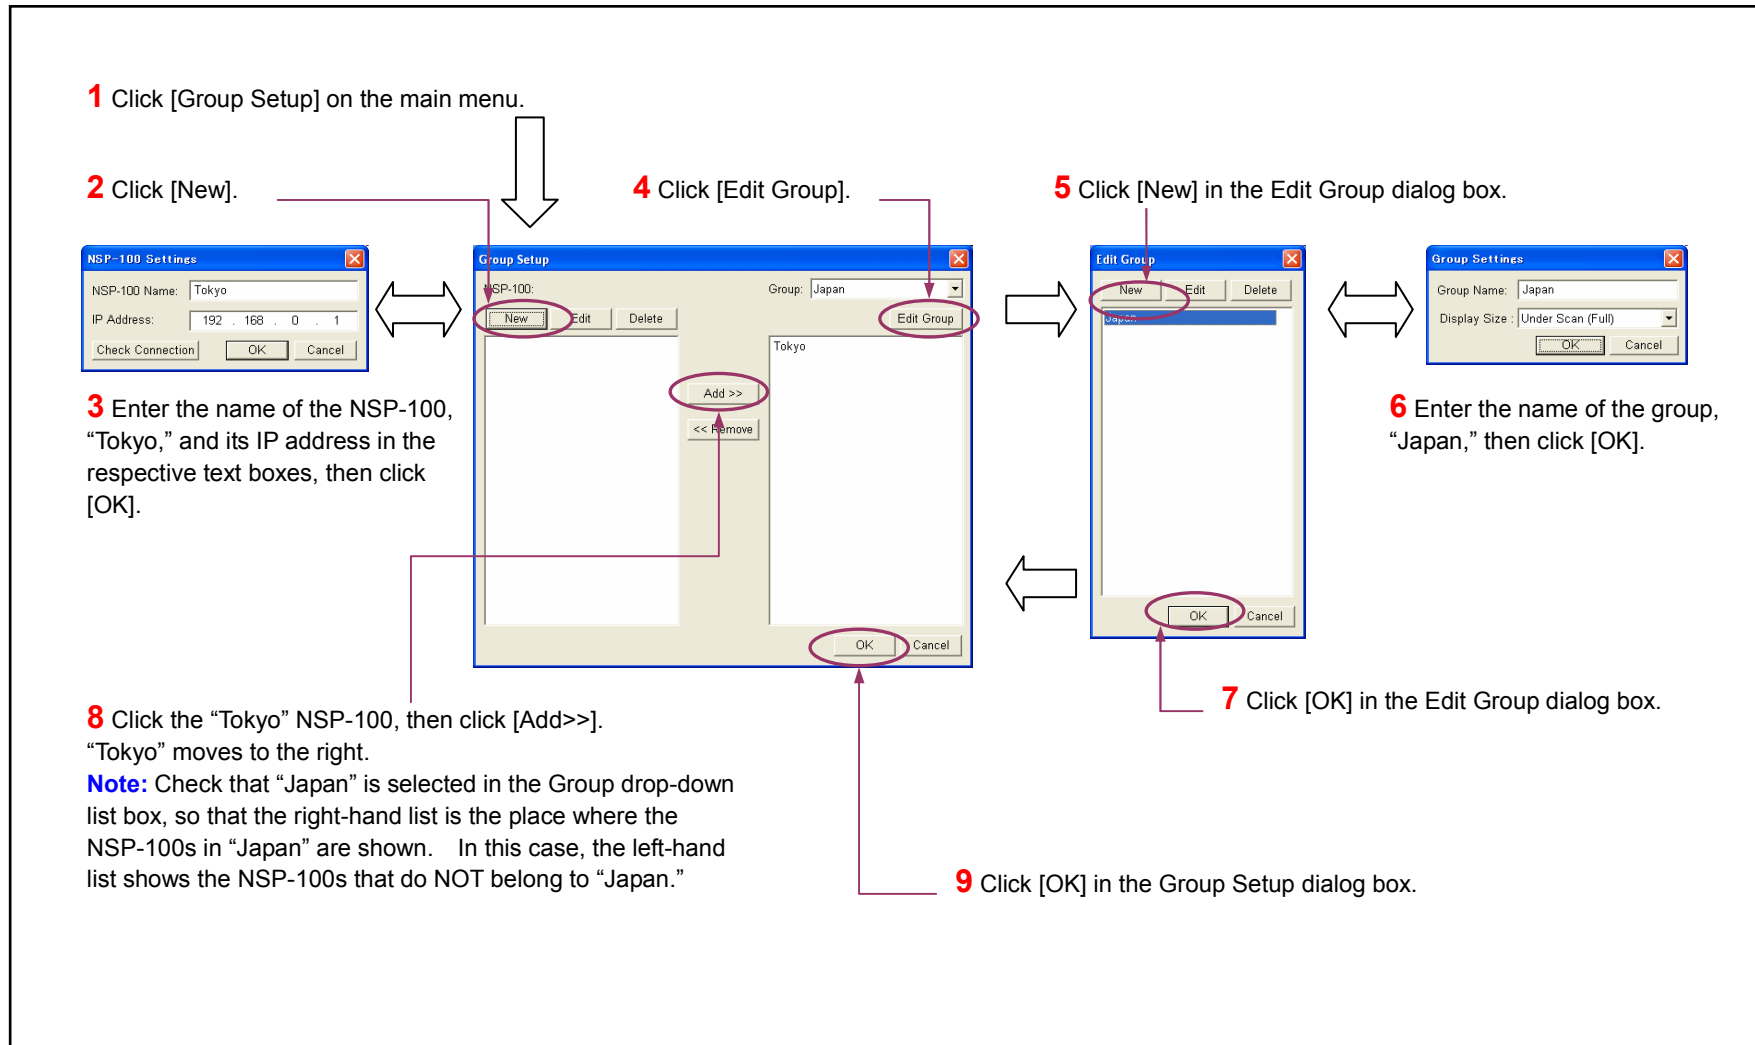 1 Click [Group Setup] on the main menu.
2 Click [New].
4 Click [Edit Group].
5 Click [New] in the Edit Group dialog box.
NSP-100 Settings
NSP-100 Name: Tokyo
IP Address: 192 . 168 . 0 . 1
Check Connection OK Cancel
Group Setup
NSP-100:
Group: Japan
New Edit Delete
Edit Group
Tokyo
Add >>
<< Remove
OK Cancel
Edit Group
New Edit Delete
Japan
OK Cancel
Group Settings
Group Name: Japan
Display Size : Under Scan (Full)
OK Cancel
3 Enter the name of the NSP-100,
“Tokyo,” and its IP address in the
respective text boxes, then click
[OK].
6 Enter the name of the group,
“Japan,” then click [OK].
7 Click [OK] in the Edit Group dialog box.
8 Click the “Tokyo” NSP-100, then click [Add>>].
“Tokyo” moves to the right.
Note: Check that “Japan” is selected in the Group drop-down
list box, so that the right-hand list is the place where the
NSP-100s in “Japan” are shown. In this case, the left-hand
list shows the NSP-100s that do NOT belong to “Japan.”
9 Click [OK] in the Group Setup dialog box.